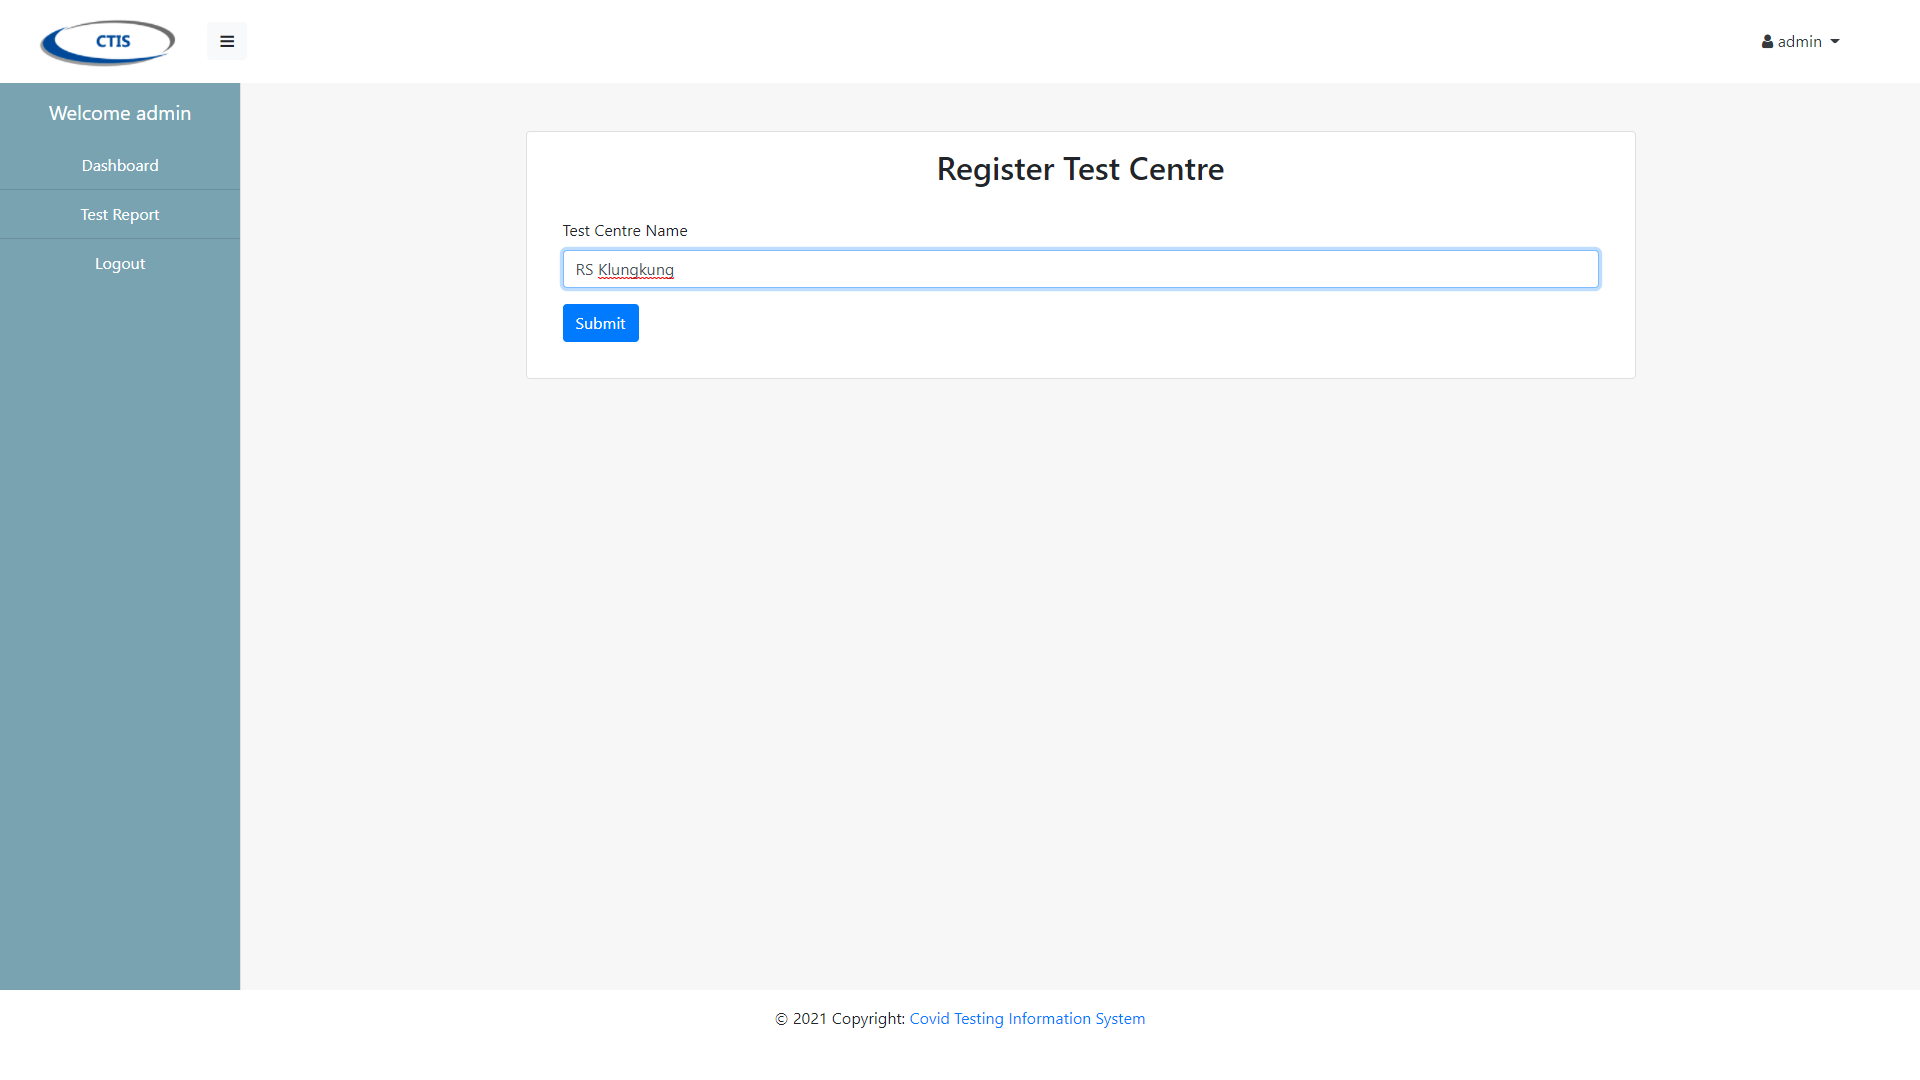 CTIS
admin
Welcome admin
Dashboard
Test Report
Logout
Register Test Centre
Test Centre Name
RS Klungkung
Submit
© 2021 Copyright: Covid Testing Information System